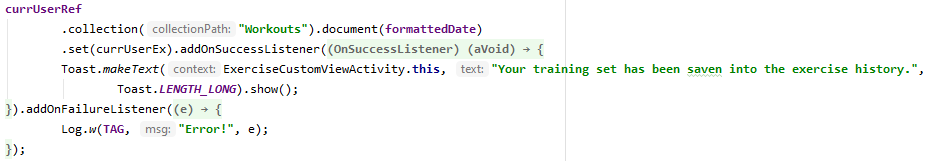 currUserRef
.collection( collectionPath: "Workouts").document(formattedDate)
.set(currUserEx).addOnSuccessListener((OnSuccessListener) (aVoid) → {
Toast.makeText( context: ExerciseCustomViewActivity.this, text: "Your training set has been saven into the exercise history.",
Toast.LENGTH_LONG).show();
}).addOnFailureListener((e) → {
Log.w(TAG, msg: "Error!", e);
});